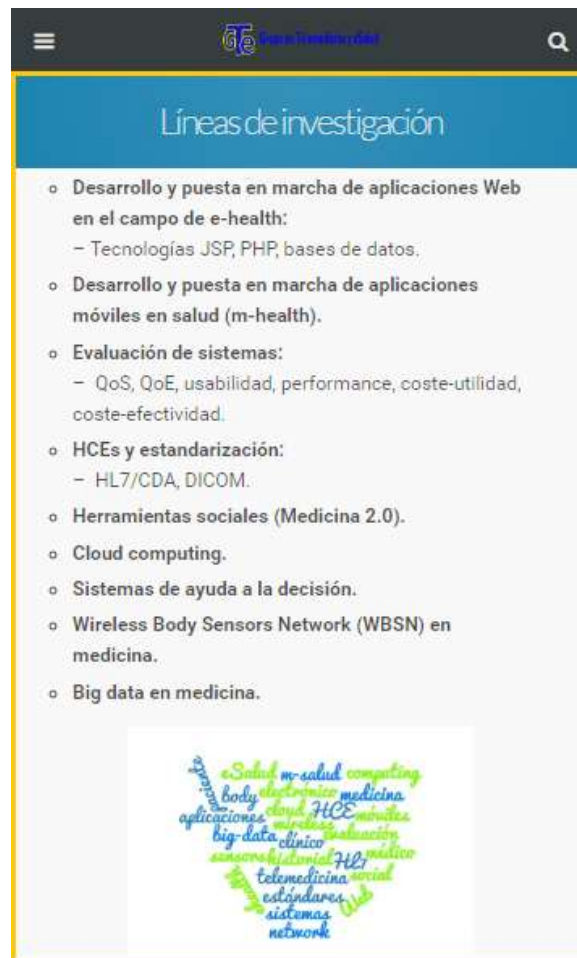 GTe
Líneas de investigación
Desarrollo y puesta en marcha de aplicaciones Web
en el campo de e-health:
– Tecnologías JSP, PHP, bases de datos.
Desarrollo y puesta en marcha de aplicaciones
móviles en salud (m-health).
Evaluación de sistemas:
– QoS, QoE, usabilidad, performance, coste-utilidad,
coste-efectividad.
HCEs y estandarización:
– HL7/CDA, DICOM.
Herramientas sociales (Medicina 2.0).
Cloud computing.
Sistemas de ayuda a la decisión.
Wireless Body Sensors Network (WBSN) en
medicina.
Big data en medicina.
paciente
eSalud m-salud computing
body electrónico medicina
aplicaciones cloud HCE móviles
wireless evaluación
big-data clínico
sensors historial HL7 médico
telemedicina social
estándares Web
sistemas
network